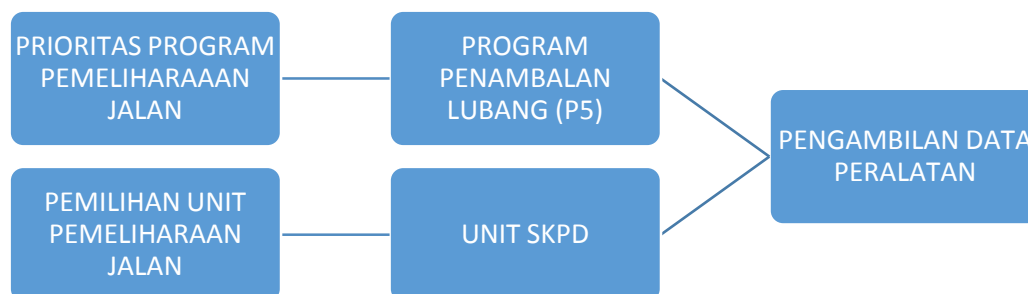 PRIORITAS PROGRAM
PEMELIHARAAAN
JALAN
PROGRAM
PENAMBALAN
LUBANG (P5)
PENGAMBILAN DATA
PERALATAN
PEMILIHAN UNIT
PEMELIHARAAN
JALAN
UNIT SKPD